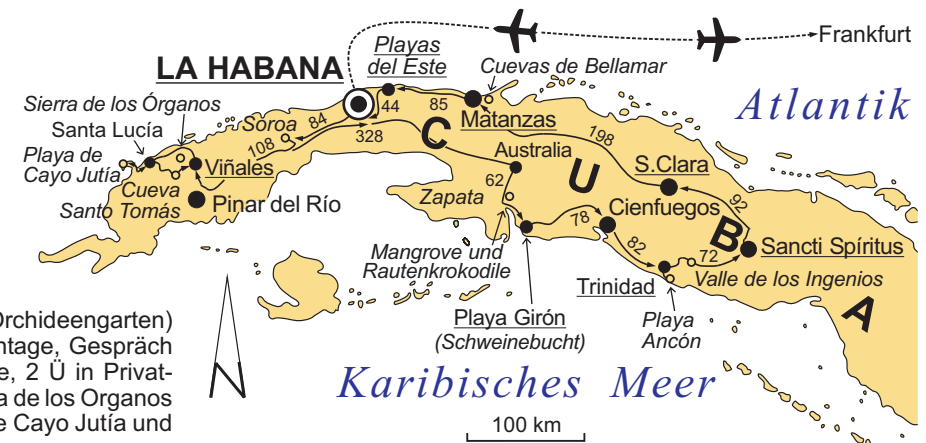 Frankfurt
Playas
del Este
LA HABANA
Cuevas de Bellamar
Sierra de los Órganos
Atlantik
Santa Lucía
Soroa
84
44
85
Matanzas
108
328
C
198
Playa de
Cayo Jutía
Viñales
Australia
U
S.Clara
Cueva
Santo Tomás
Pinar del Río
Zapata
62
78
Cienfuegos
92
B
Mangrove und
Rautenkrokodile
82
72
Sancti Spíritus
Valle de los Ingenios
Trinidad
A
Playa Girón
(Schweinebucht)
Playa
Ancón
N
Karibisches Meer
100 km
Orchideengarten)
ntage, Gespräch
e, 2 Ü in Privat-
a de los Organos
e Cayo Jutía und